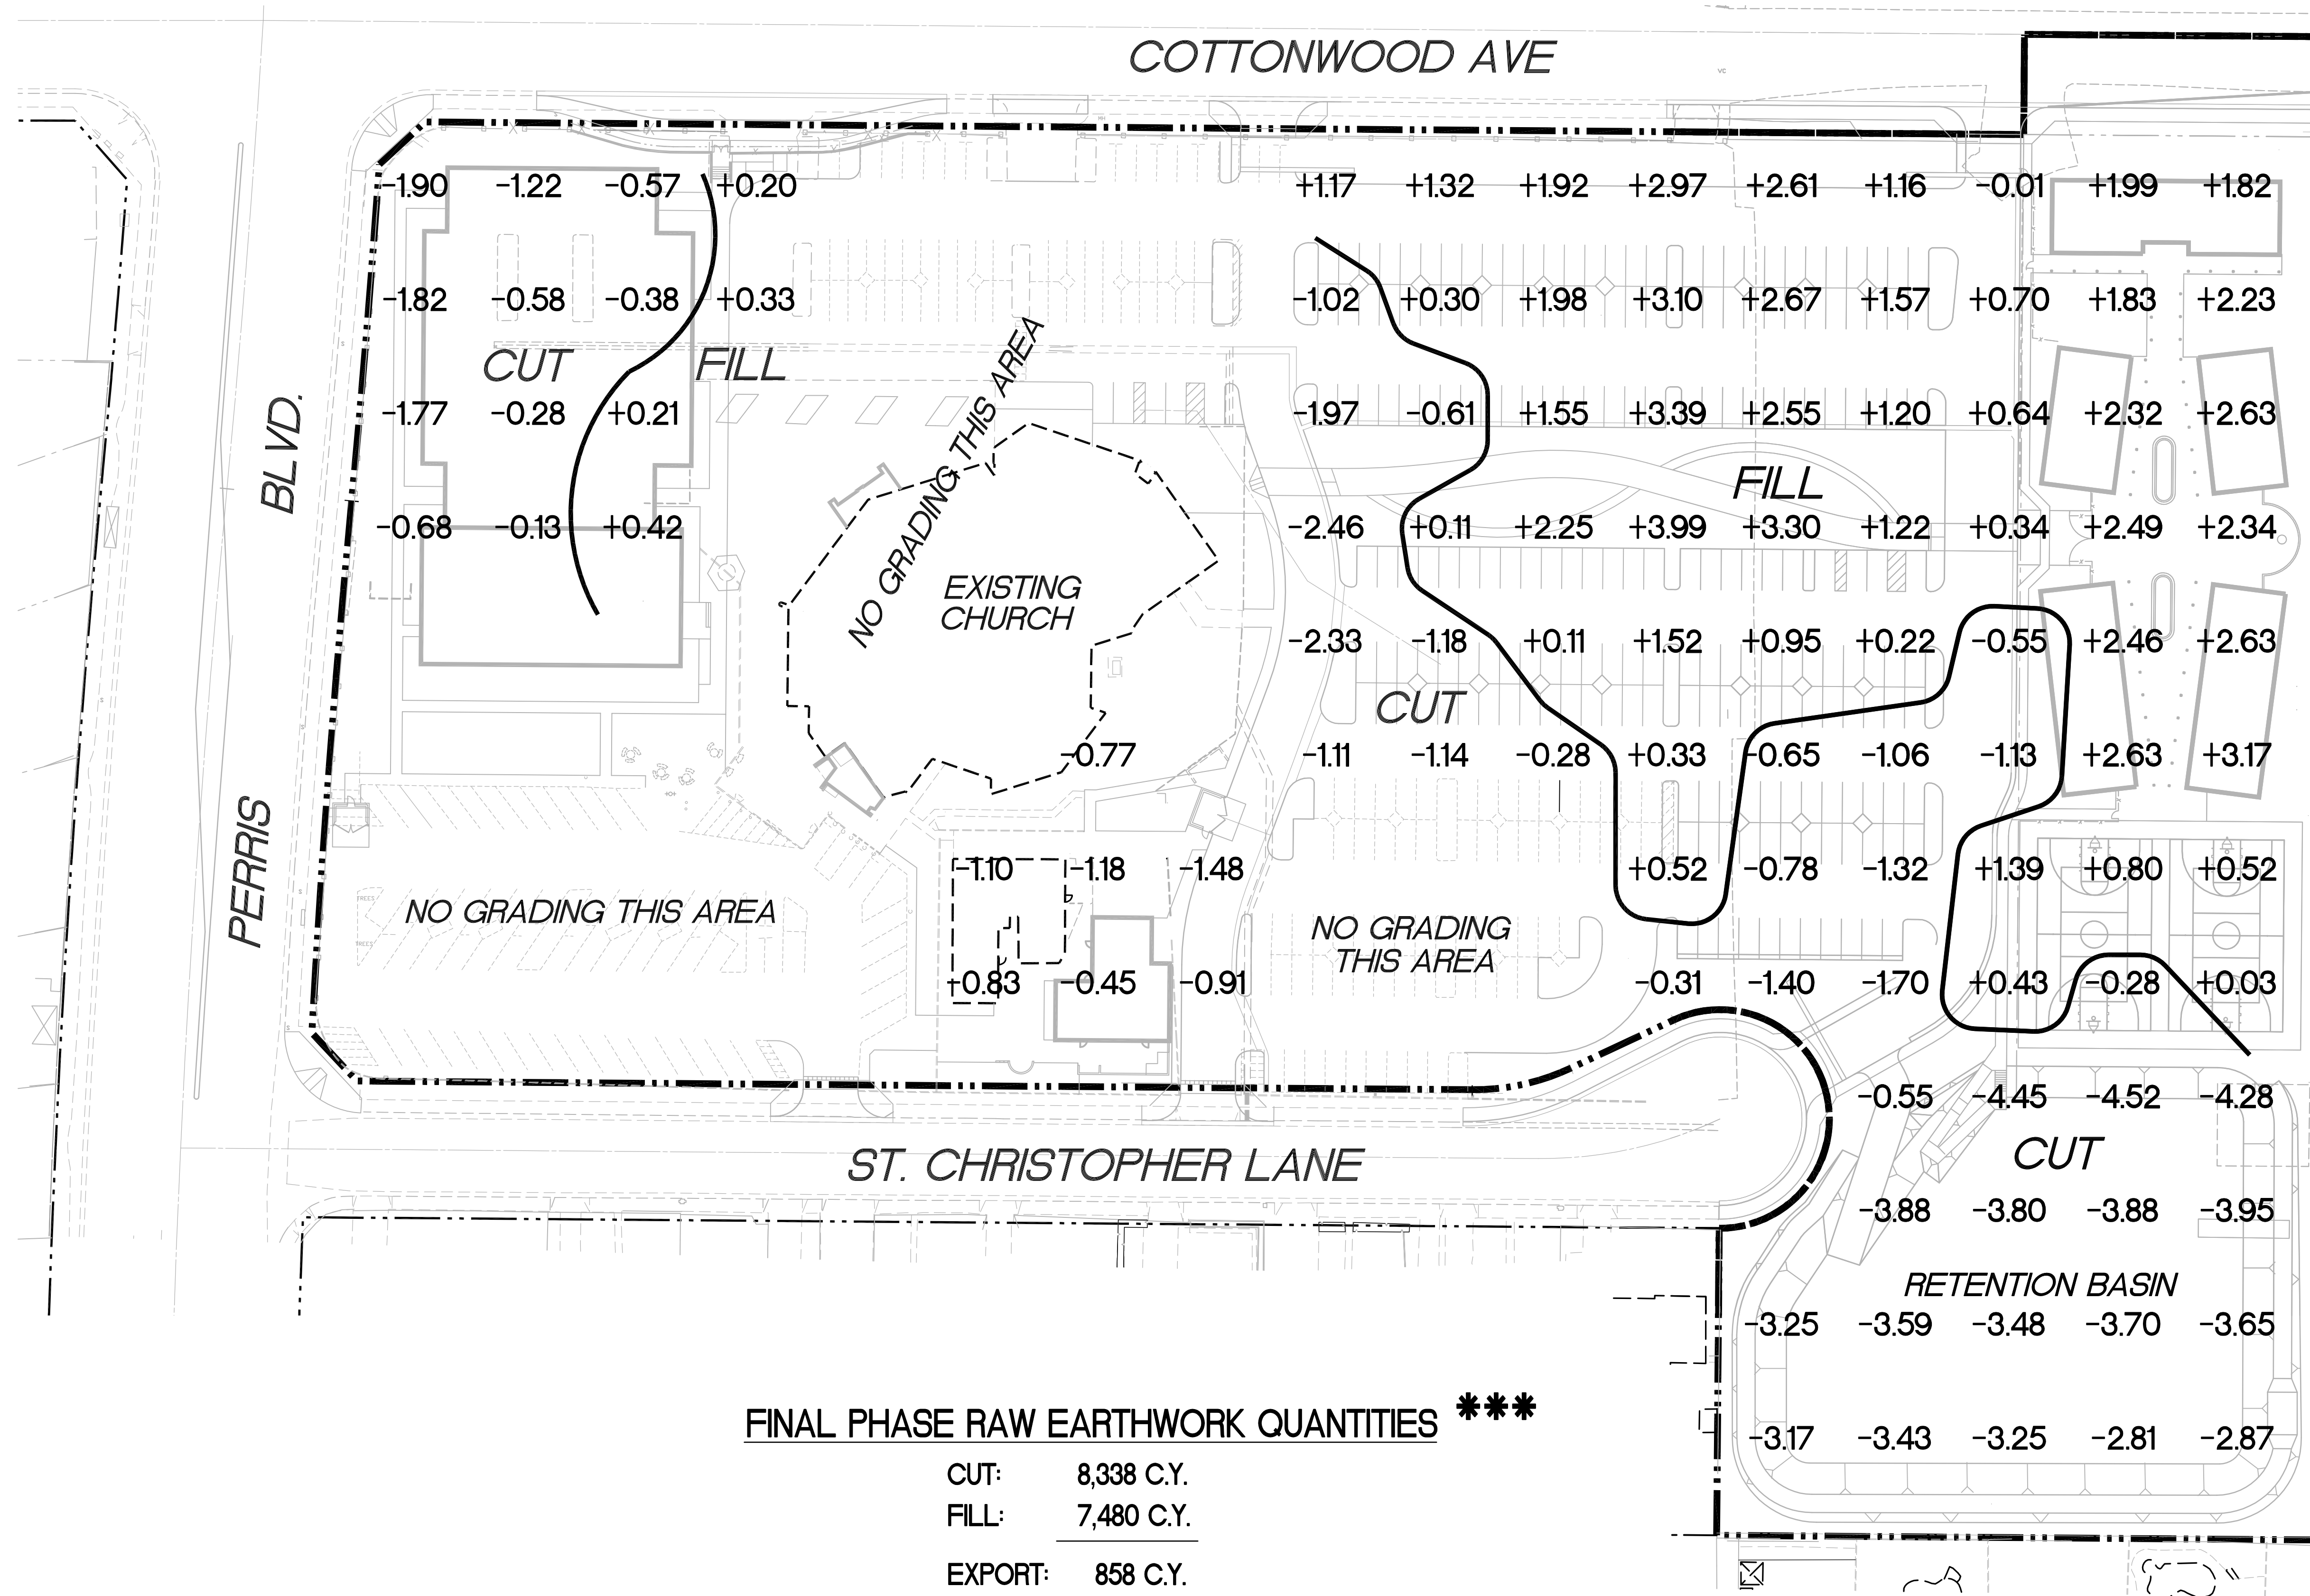 COTTONWOOD AVE
-1.90 -1.22 -0.57 +0.20 +1.17 +1.32 +1.92 +2.97 +2.61 +1.16 -0.01 +1.99 +1.82
-1.82 -0.58 -0.38 +0.33 -1.02 +0.30 +1.98 +3.10 +2.67 +1.57 +0.70 +1.83 +2.23
CUT FILL
NO GRADING THIS AREA
-1.77 -0.28 +0.21 -1.97 -0.61 +1.55 +3.39 +2.55 +1.20 +0.64 +2.32 +2.63
PERRIS BLVD.
FILL
-0.68 -0.13 +0.42 -2.46 +0.11 +2.25 +3.99 +3.30 +1.22 +0.34 +2.49 +2.34
EXISTING
CHURCH
-2.33 -1.18 +0.11 +1.52 +0.95 +0.22 -0.55 +2.46 +2.63
CUT
-0.77 -1.11 -1.14 -0.28 +0.33 -0.65 -1.06 -1.13 +2.63 +3.17
-1.10 -1.18 -1.48 +0.52 -0.78 -1.32 +1.39 +0.80 +0.52
NO GRADING THIS AREA
NO GRADING
THIS AREA
+0.83 -0.45 -0.91 -0.31 -1.40 -1.70 +0.43 -0.28 +0.03
-0.55 -4.45 -4.52 -4.28
ST. CHRISTOPHER LANE
CUT
-3.88 -3.80 -3.88 -3.95
RETENTION BASIN
-3.25 -3.59 -3.48 -3.70 -3.65
FINAL PHASE RAW EARTHWORK QUANTITIES ***
-3.17 -3.43 -3.25 -2.81 -2.87
CUT: 8,338 C.Y.
FILL: 7,480 C.Y.
EXPORT: 858 C.Y.